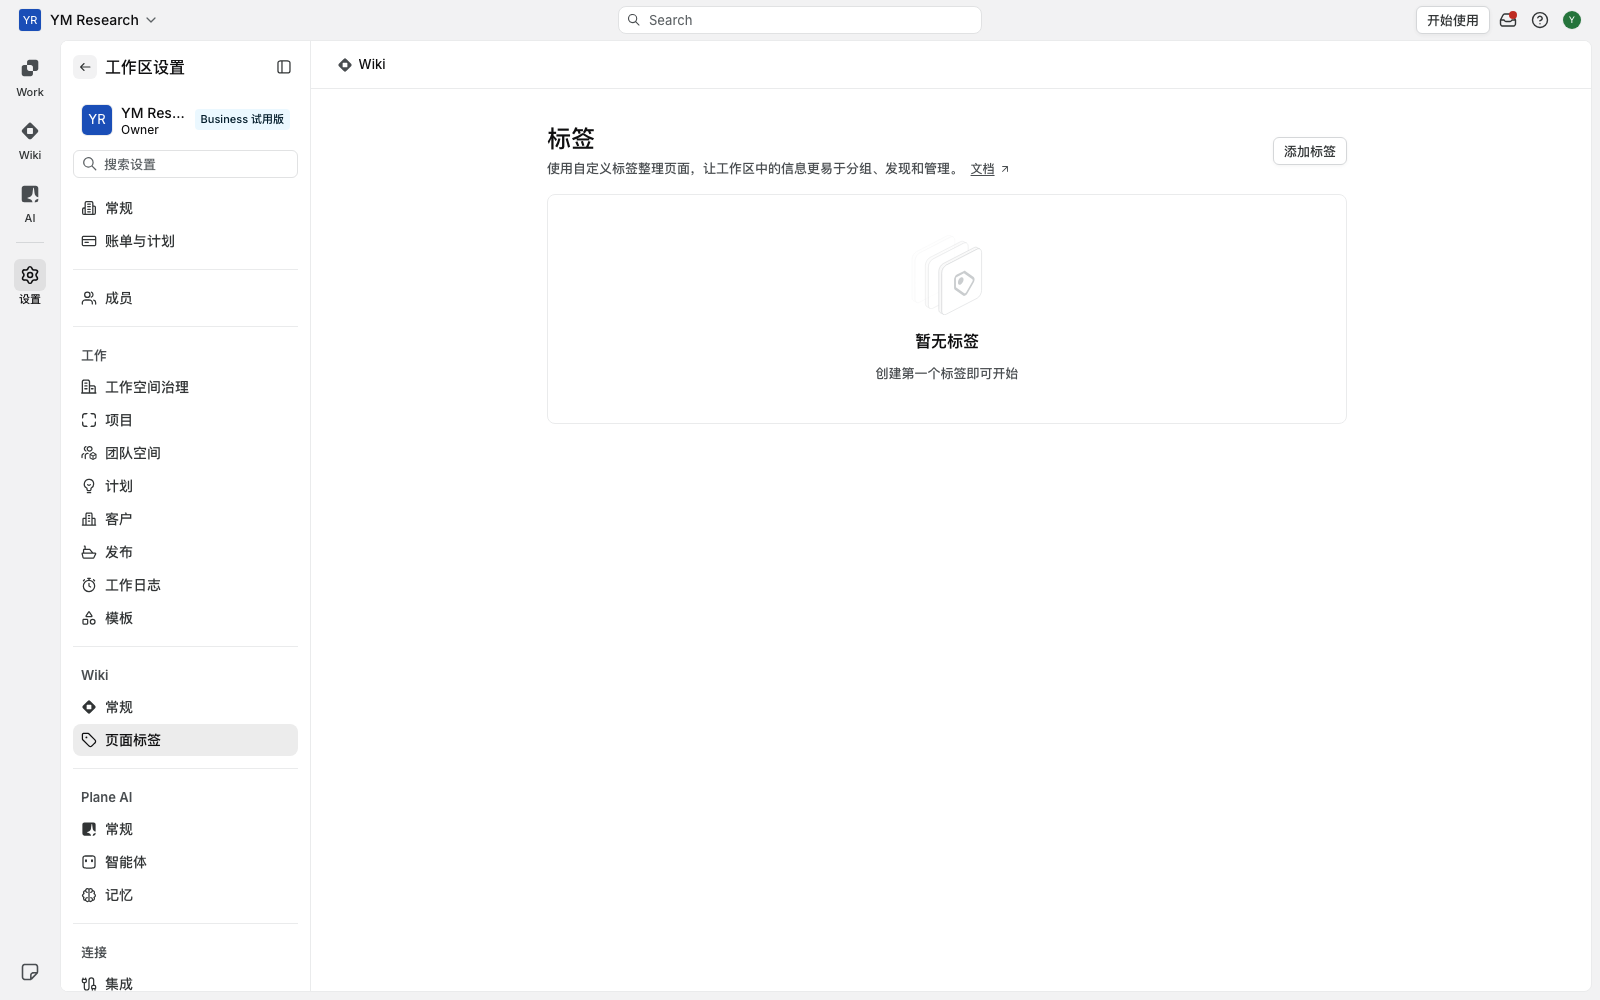 YR YM Research
Search
开始使用
Y
Work
Wiki
AI
设置
工作区设置
YR
YM Res...
Owner
Business 试用版
搜索设置
常规
账单与计划
成员
工作
工作空间治理
项目
团队空间
计划
客户
发布
工作日志
模板
Wiki
常规
页面标签
Plane AI
常规
智能体
记忆
连接
集成
Wiki
标签
使用自定义标签整理页面，让工作区中的信息更易于分组、发现和管理。 文档
添加标签
暂无标签
创建第一个标签即可开始